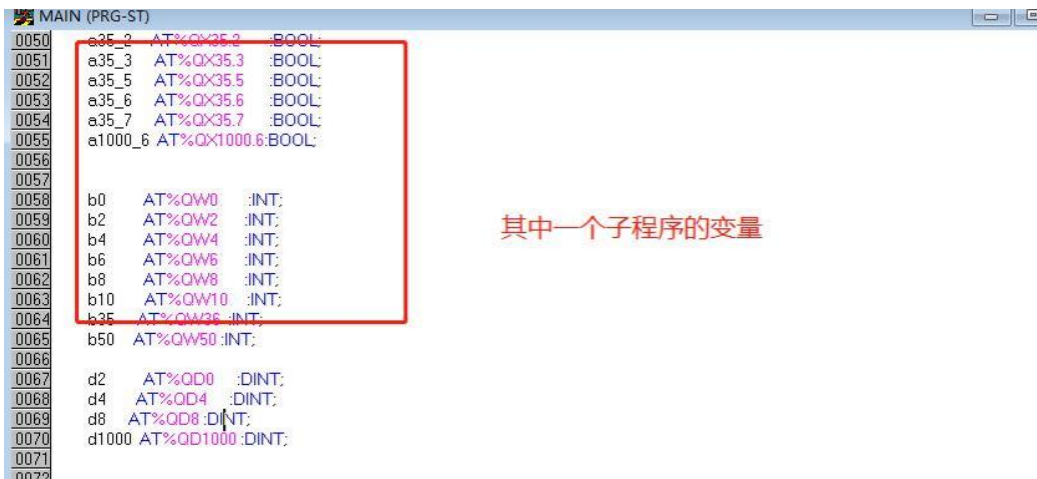 MAIN (PRG-ST)
0050 a35_2 AT%QX35.2 :BOOL;
0051 a35_3 AT%QX35.3 :BOOL;
0052 a35_5 AT%QX35.5 :BOOL;
0053 a35_6 AT%QX35.6 :BOOL;
0054 a35_7 AT%QX35.7 :BOOL;
0055 a1000_6 AT%QX1000.6:BOOL;
0056
0057
0058 b0 AT%QW0 :INT;
0059 b2 AT%QW2 :INT;
其中一个子程序的变量
0060 b4 AT%QW4 :INT;
0061 b6 AT%QW6 :INT;
0062 b8 AT%QW8 :INT;
0063 b10 AT%QW10 :INT;
0064 b35 AT%QW36 :INT;
0065 b50 AT%QW50 :INT;
0066
0067 d2 AT%QD0 :DINT;
0068 d4 AT%QD4 :DINT;
0069 d8 AT%QD8 :DINT;
0070 d1000 AT%QD1000 :DINT;
0071
0072